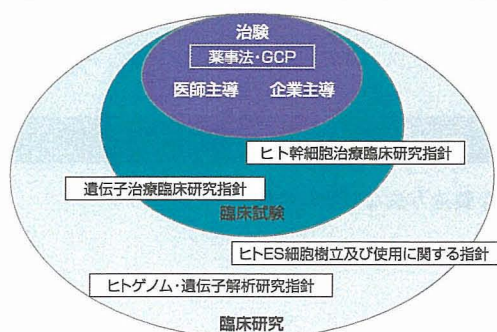 治験
薬事法・GCP
医師主導 企業主導
ヒト幹細胞治療臨床研究指針
遺伝子治療臨床研究指針
臨床試験
ヒトES細胞樹立及び使用に関する指針
ヒトゲノム・遺伝子解析研究指針
臨床研究